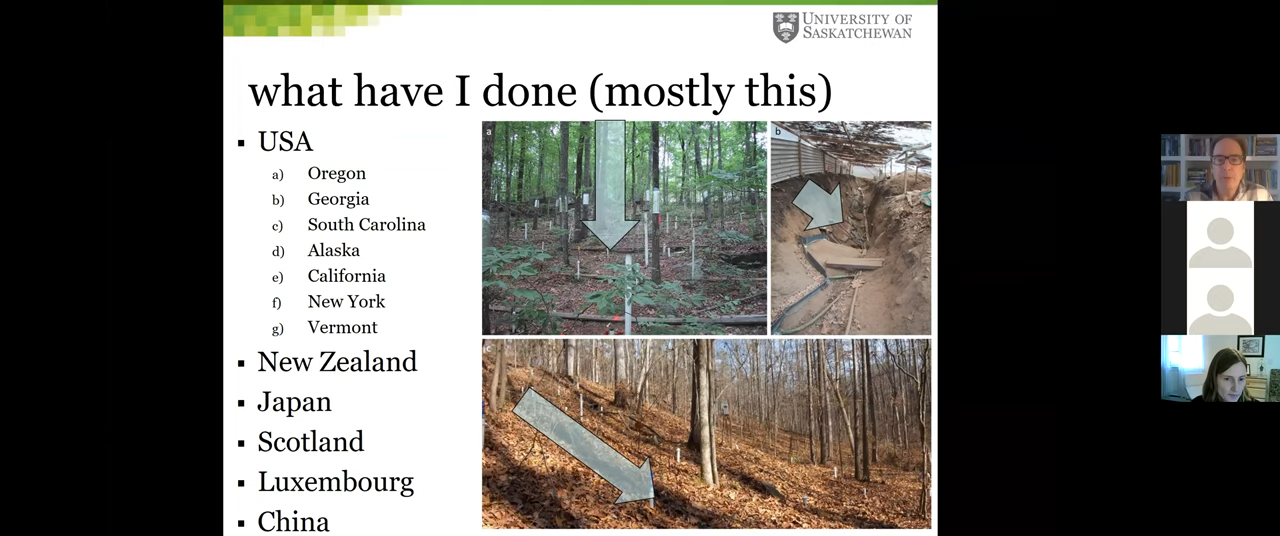 UNIVERSITY OF
SASKATCHEWAN
what have I done (mostly this)
▪ USA
a) Oregon
b) Georgia
c) South Carolina
d) Alaska
e) California
f) New York
g) Vermont
▪ New Zealand
▪ Japan
▪ Scotland
▪ Luxembourg
▪ China
a
b